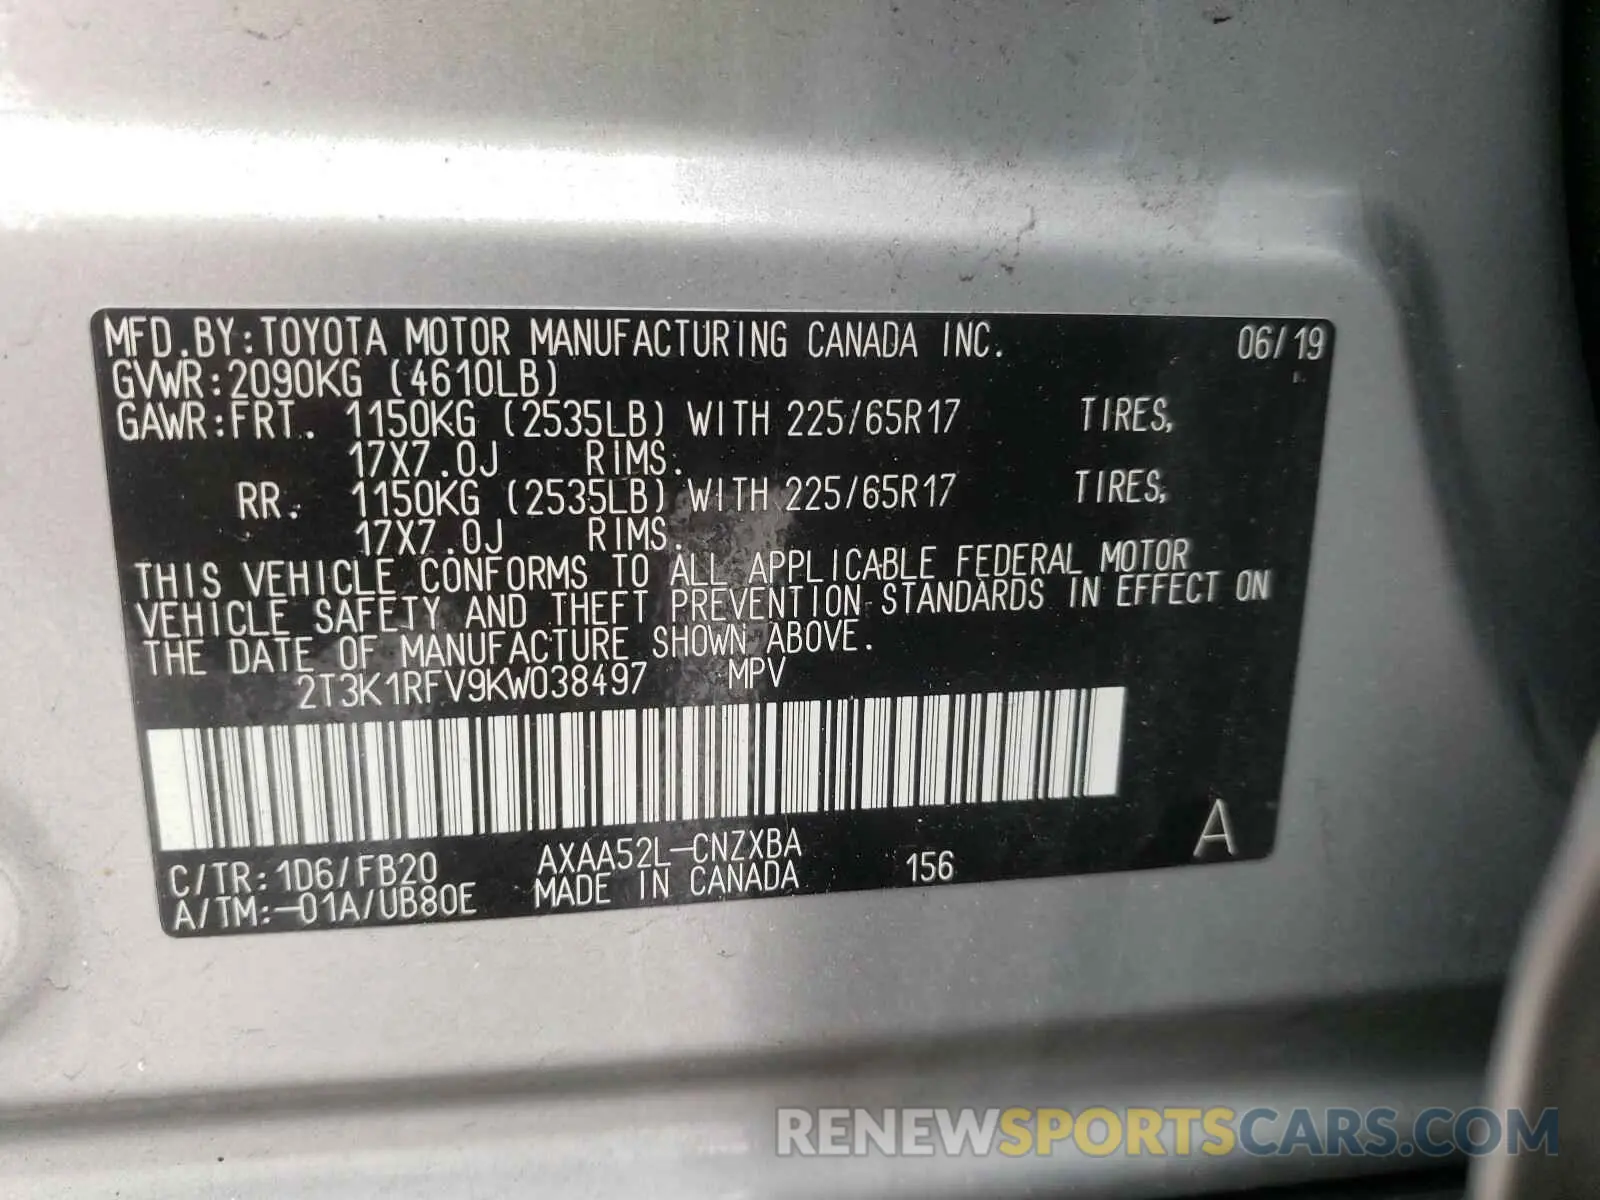 MFD.BY:TOYOTA MOTOR MANUFACTURING CANADA INC. 06/19
GVWR:2090KG (4610LB)
GAWR:FRT. 1150KG (2535LB) WITH 225/65R17 TIRES,
17X7.0J RIMS.
RR. 1150KG (2535LB) WITH 225/65R17 TIRES,
17X7.0J RIMS.
THIS VEHICLE CONFORMS TO ALL APPLICABLE FEDERAL MOTOR
VEHICLE SAFETY AND THEFT PREVENTION STANDARDS IN EFFECT ON
THE DATE OF MANUFACTURE SHOWN ABOVE.
2T3K1RFV9KW038497 MPV
C/TR:1D6/FB20 AXAA52L-CNZXBA 156 A
A/TM:-01A/UB80E MADE IN CANADA
RENEWSPORTSCARS.COM